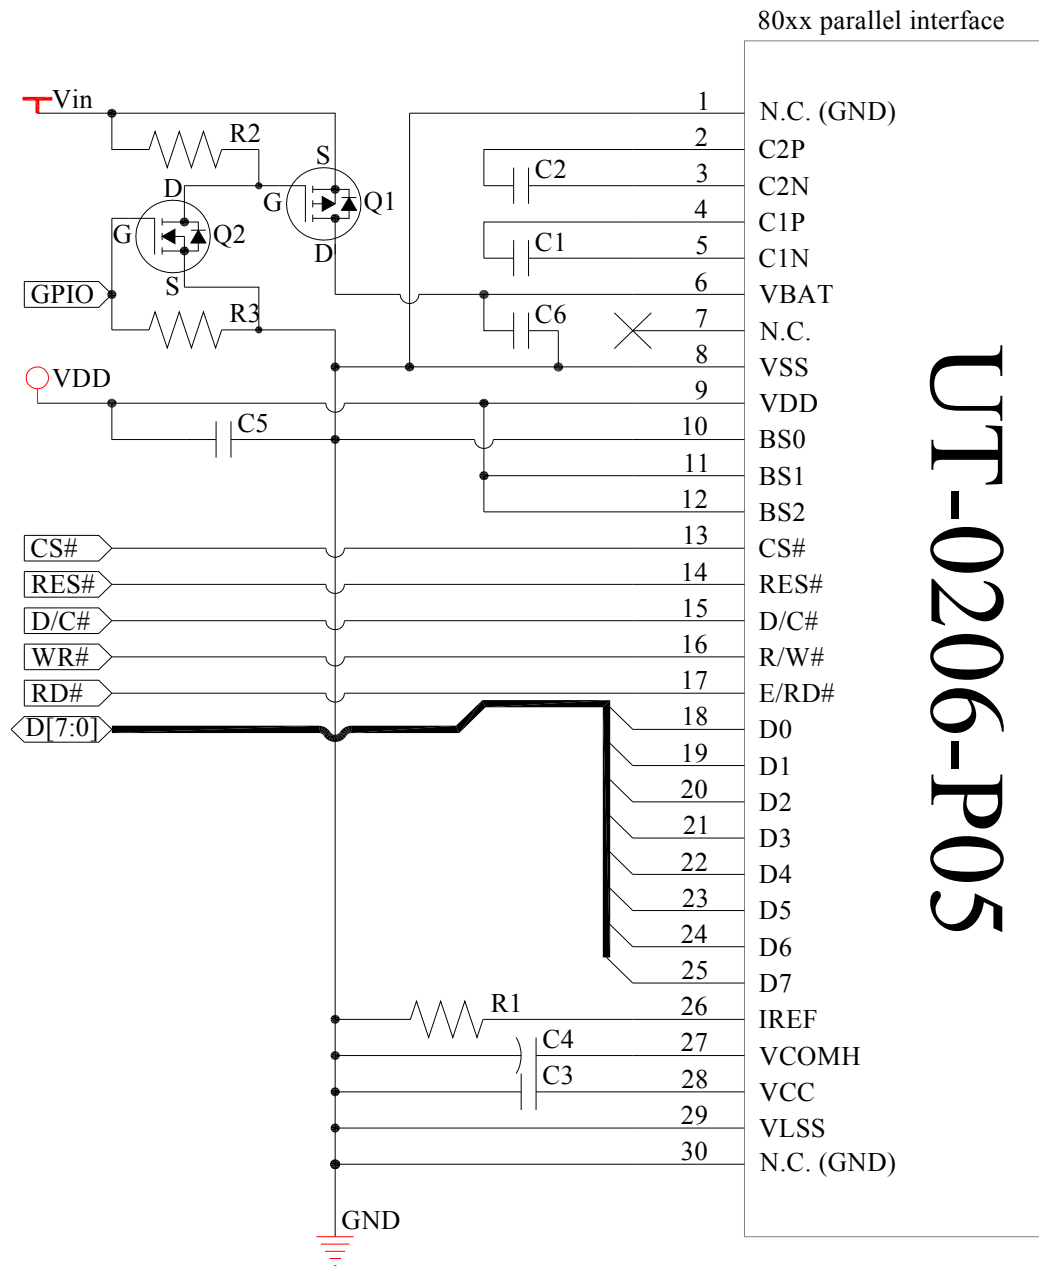 80xx parallel interface
Vin
R2
S
D
G
Q1
G
Q2
D
S
GPIO
R3
VDD
C5
CS#
RES#
D/C#
WR#
RD#
D[7:0]
C2
C1
C6
R1
C4
C3
GND
1 N.C. (GND)
2 C2P
3 C2N
4 C1P
5 C1N
6 VBAT
7 N.C.
8 VSS
9 VDD
10 BS0
11 BS1
12 BS2
13 CS#
14 RES#
15 D/C#
16 R/W#
17 E/RD#
18 D0
19 D1
20 D2
21 D3
22 D4
23 D5
24 D6
25 D7
26 IREF
27 VCOMH
28 VCC
29 VLSS
30 N.C. (GND)
UT-0206-P05